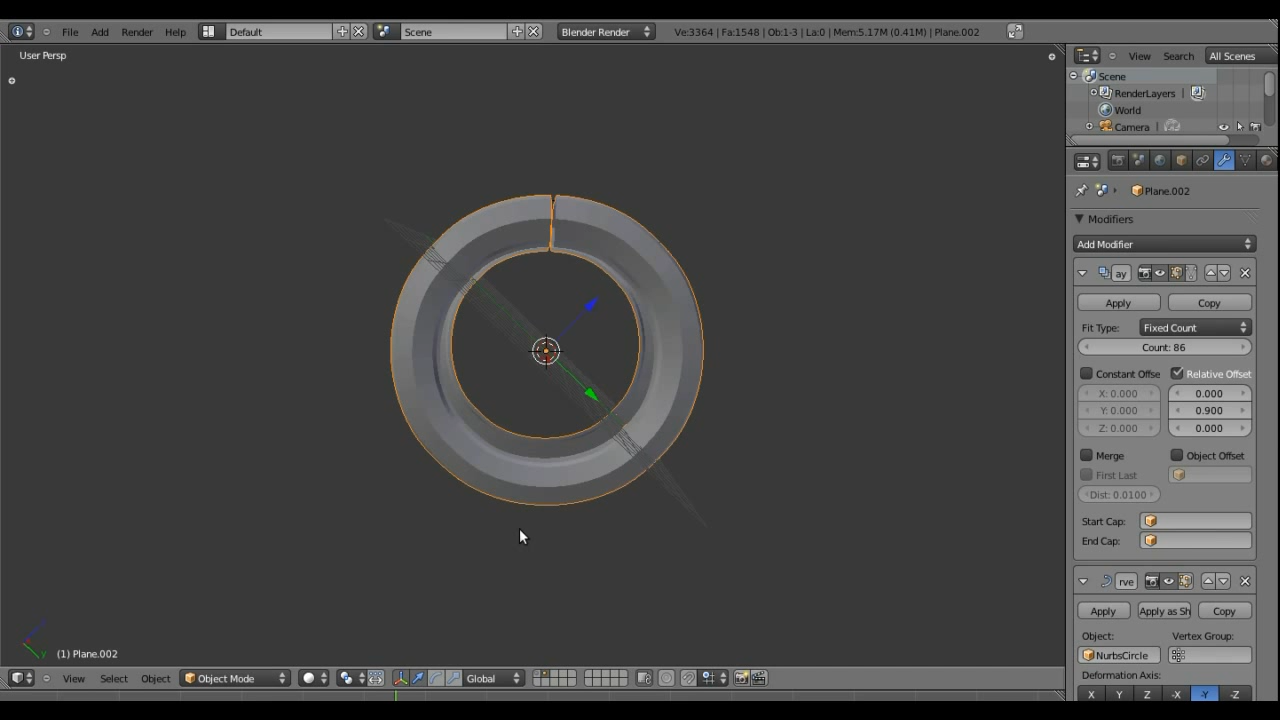 File Add Render Help Default Scene Blender Render Ve:3364 | Fa:1548 | Ob:1-3 | La:0 | Mem:5.17M (0.41M) | Plane.002
User Persp
View Search All Scenes
Scene
RenderLayers |
World
Camera |
Plane.002
Modifiers
Add Modifier
ay
Apply Copy
Fit Type: Fixed Count
Count: 86
Constant Offse Relative Offset
X: 0.000 0.000
Y: 0.000 0.900
Z: 0.000 0.000
Merge Object Offset
First Last
Dist: 0.0100
Start Cap:
End Cap:
rve
Apply Apply as Sh Copy
Object: Vertex Group:
NurbsCircle
Deformation Axis:
X Y Z -X -Y -Z
y
(1) Plane.002
View Select Object Object Mode Global